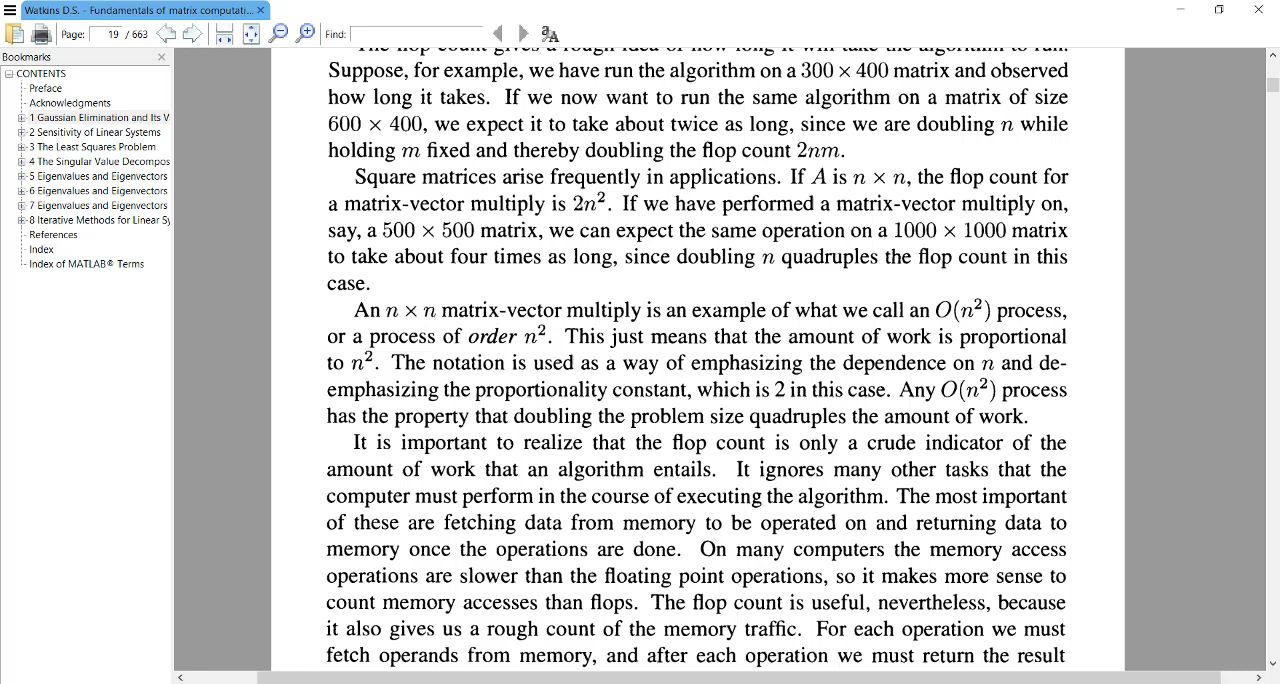 Watkins D.S. - Fundamentals of matrix computati...
Page: 19 / 663 Find:
Bookmarks
CONTENTS
Preface
Acknowledgments
1 Gaussian Elimination and Its V
2 Sensitivity of Linear Systems
3 The Least Squares Problem
4 The Singular Value Decompos
5 Eigenvalues and Eigenvectors
6 Eigenvalues and Eigenvectors
7 Eigenvalues and Eigenvectors
8 Iterative Methods for Linear Sy
References
Index
Index of MATLAB® Terms
The flop count gives a rough idea of how long it will take the algorithm to run.
Suppose, for example, we have run the algorithm on a 300 × 400 matrix and observed
how long it takes. If we now want to run the same algorithm on a matrix of size
600 × 400, we expect it to take about twice as long, since we are doubling n while
holding m fixed and thereby doubling the flop count 2nm.
Square matrices arise frequently in applications. If A is n × n, the flop count for
a matrix-vector multiply is 2n². If we have performed a matrix-vector multiply on,
say, a 500 × 500 matrix, we can expect the same operation on a 1000 × 1000 matrix
to take about four times as long, since doubling n quadruples the flop count in this
case.
An n × n matrix-vector multiply is an example of what we call an O(n²) process,
or a process of order n². This just means that the amount of work is proportional
to n². The notation is used as a way of emphasizing the dependence on n and de-
emphasizing the proportionality constant, which is 2 in this case. Any O(n²) process
has the property that doubling the problem size quadruples the amount of work.
It is important to realize that the flop count is only a crude indicator of the
amount of work that an algorithm entails. It ignores many other tasks that the
computer must perform in the course of executing the algorithm. The most important
of these are fetching data from memory to be operated on and returning data to
memory once the operations are done. On many computers the memory access
operations are slower than the floating point operations, so it makes more sense to
count memory accesses than flops. The flop count is useful, nevertheless, because
it also gives us a rough count of the memory traffic. For each operation we must
fetch operands from memory, and after each operation we must return the result